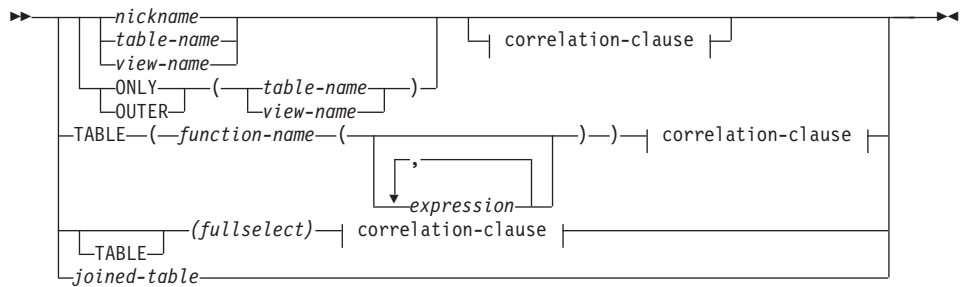 nickname
table-name correlation-clause
view-name
ONLY ( table-name )
OUTER view-name
TABLE ( function-name ( ) ) correlation-clause
,
expression
(fullselect) correlation-clause
TABLE
joined-table